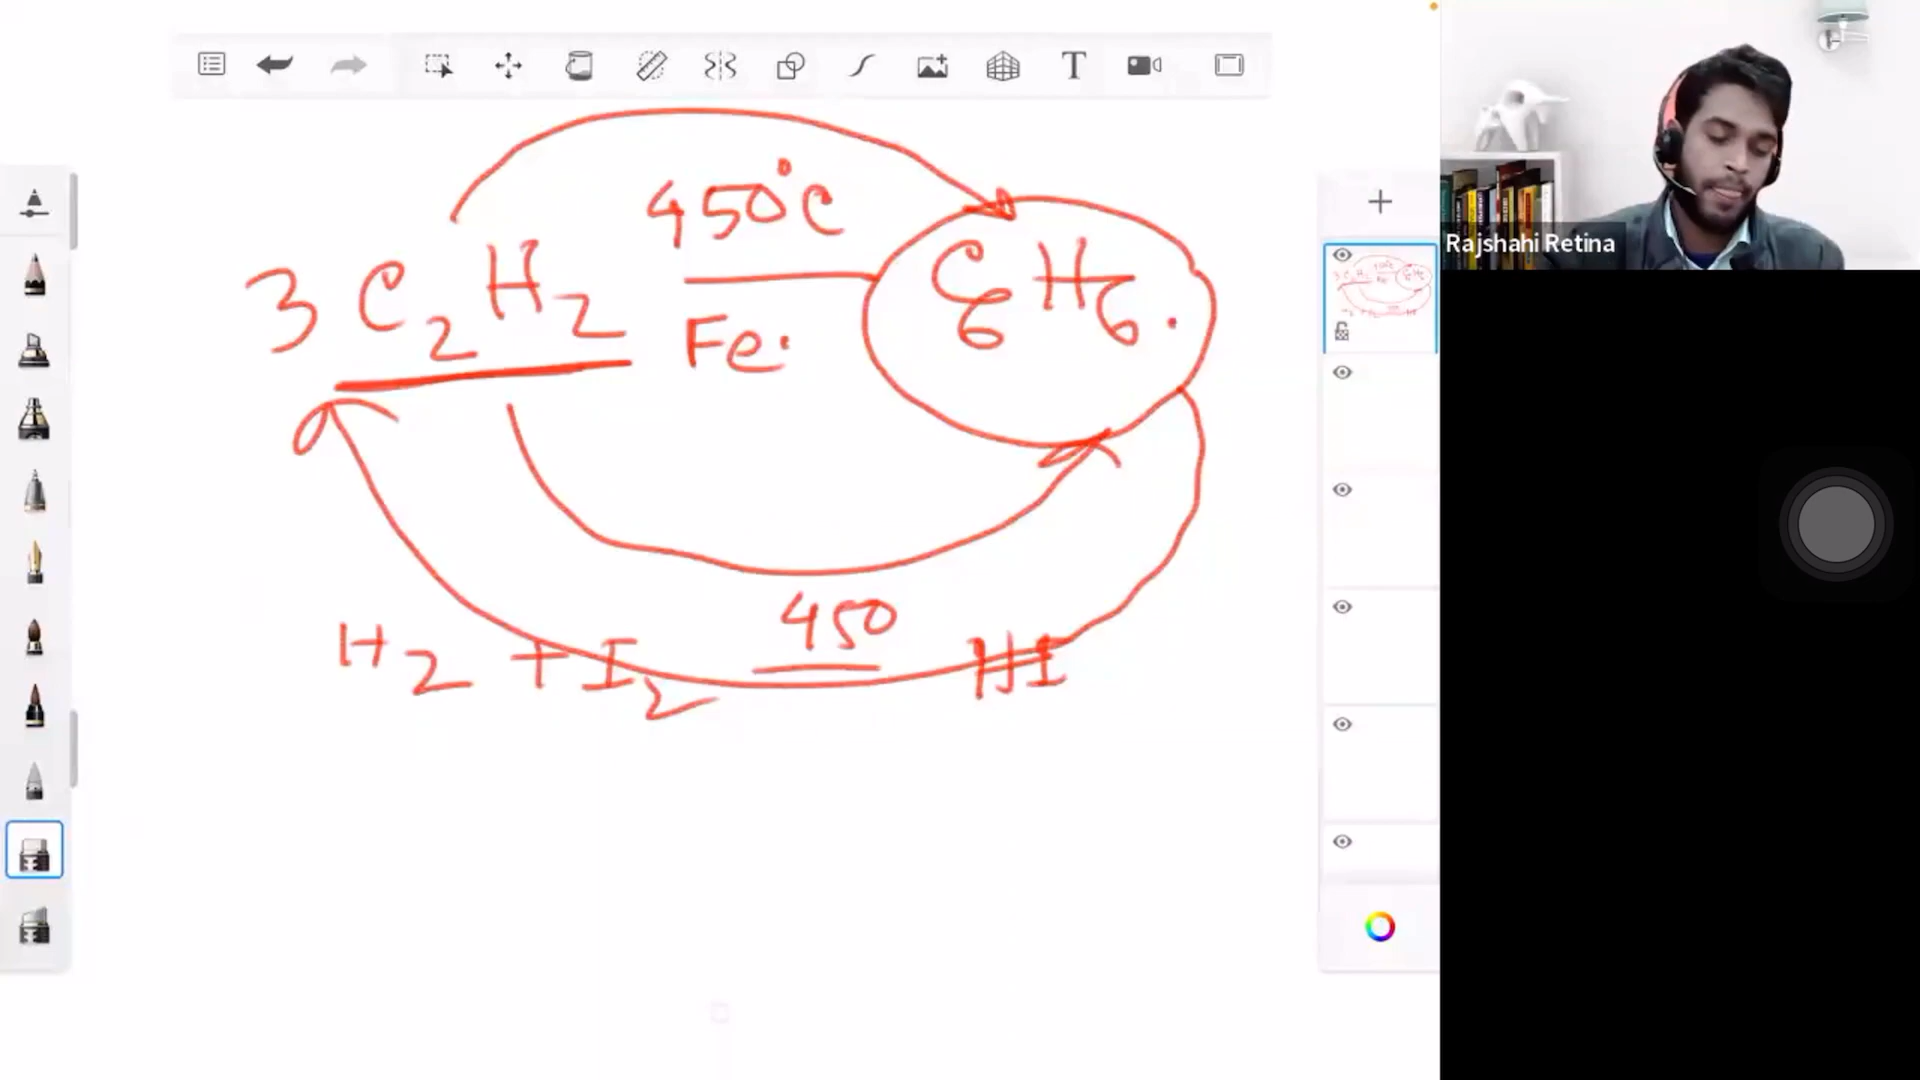 450°C
3C₂H₂ C₆H₆.
Fe.
450
H₂ + I₂ HI
Rajshahi Retina